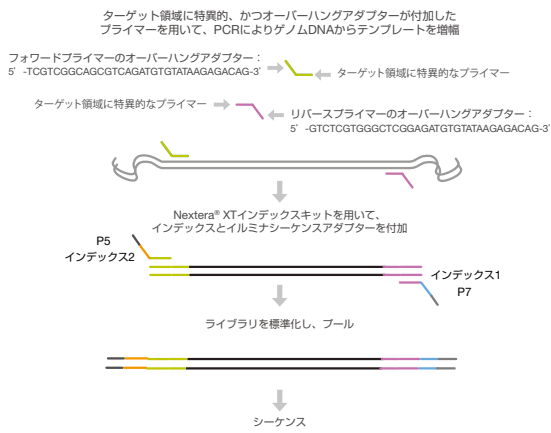 ターゲット領域に特異的、かつオーバーハングアダプターが付加した
プライマーを用いて、PCRによりゲノムDNAからテンプレートを増幅
フォワードプライマーのオーバーハングアダプター：
5’ -TCGTCGGCAGCGTCAGATGTGTATAAGAGACAG-3’
ターゲット領域に特異的なプライマー
ターゲット領域に特異的なプライマー
リバースプライマーのオーバーハングアダプター：
5’ -GTCTCGTGGGCTCGGAGATGTGTATAAGAGACAG-3’
Nextera® XTインデックスキットを用いて、
インデックスとイルミナシーケンスアダプターを付加
P5
インデックス2
インデックス1
P7
ライブラリを標準化し、プール
シーケンス